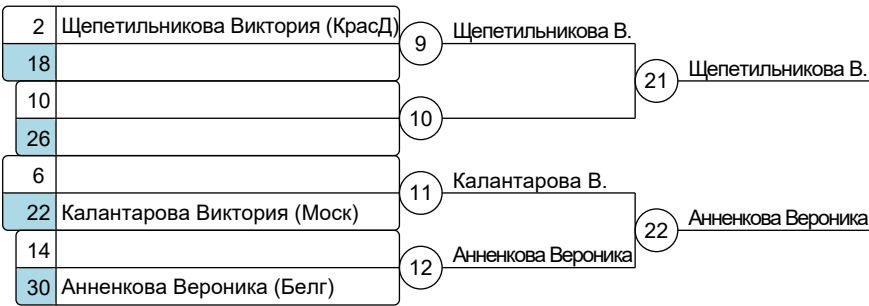 2 Щепетильникова Виктория (КрасД)
9 Щепетильникова В.
18
21 Щепетильникова В.
10
10
26
6
11 Калантарова В.
22 Калантарова Виктория (Моск)
22 Анненкова Вероника
14
12 Анненкова Вероника
30 Анненкова Вероника (Белг)